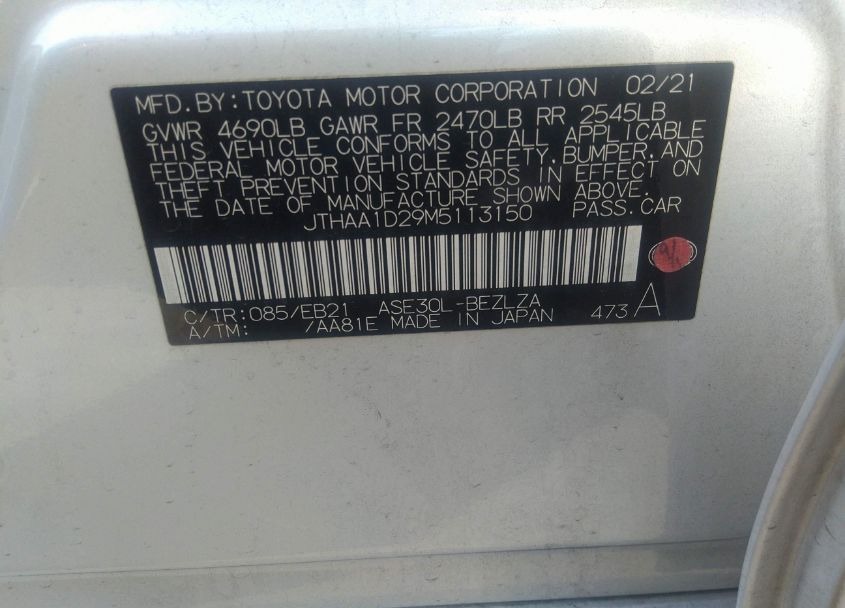 MFD.BY:TOYOTA MOTOR CORPORATION 02/21
GVWR 4690LB GAWR FR 2470LB RR 2545LB
THIS VEHICLE CONFORMS TO ALL APPLICABLE
FEDERAL MOTOR VEHICLE SAFETY,BUMPER,AND
THEFT PREVENTION STANDARDS IN EFFECT ON
THE DATE OF MANUFACTURE SHOWN ABOVE.
JTHAA1D29M5113150 PASS.CAR
C/TR:085/EB21 ASE30L-BEZLZA
A/TM: /AA81E MADE IN JAPAN 473 A